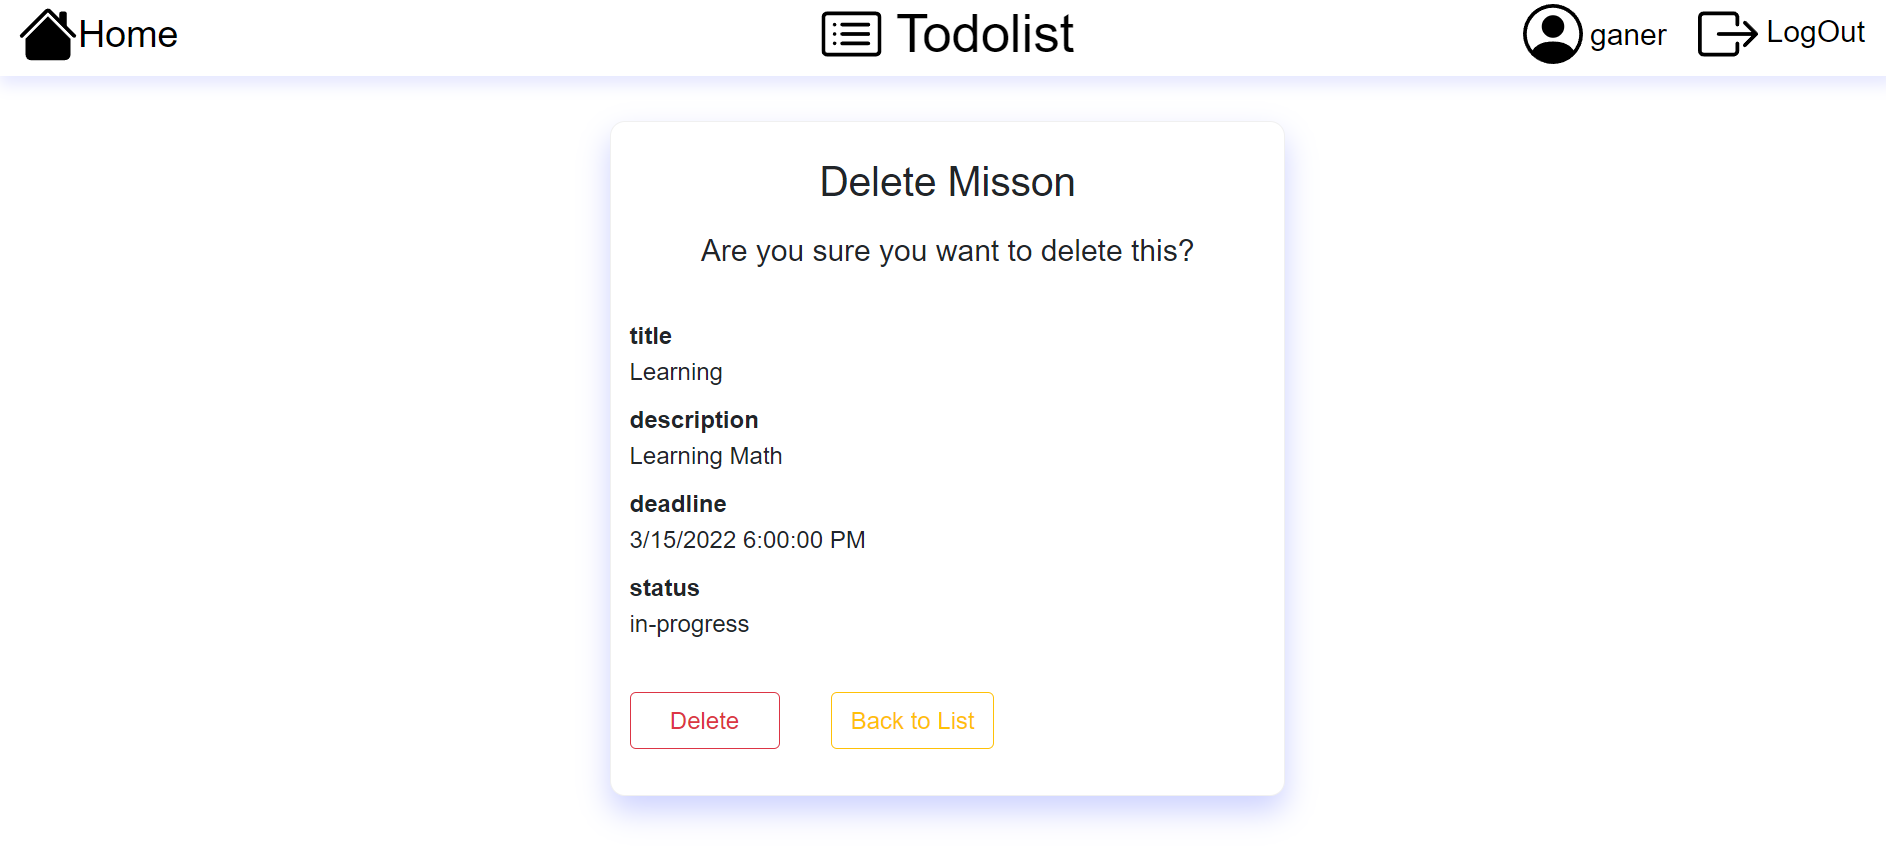 Home
Todolist
ganer
LogOut
Delete Misson
Are you sure you want to delete this?
title
Learning
description
Learning Math
deadline
3/15/2022 6:00:00 PM
status
in-progress
Delete
Back to List